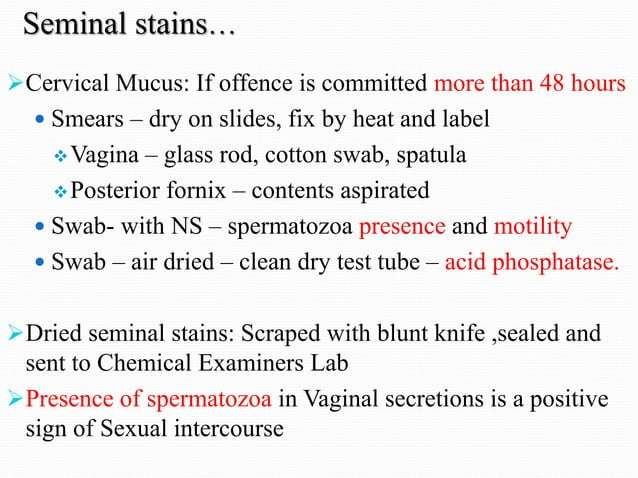 Seminal stains…
Cervical Mucus: If offence is committed more than 48 hours
Smears – dry on slides, fix by heat and label
Vagina – glass rod, cotton swab, spatula
Posterior fornix – contents aspirated
Swab- with NS – spermatozoa presence and motility
Swab – air dried – clean dry test tube – acid phosphatase.
Dried seminal stains: Scraped with blunt knife ,sealed and
sent to Chemical Examiners Lab
Presence of spermatozoa in Vaginal secretions is a positive
sign of Sexual intercourse